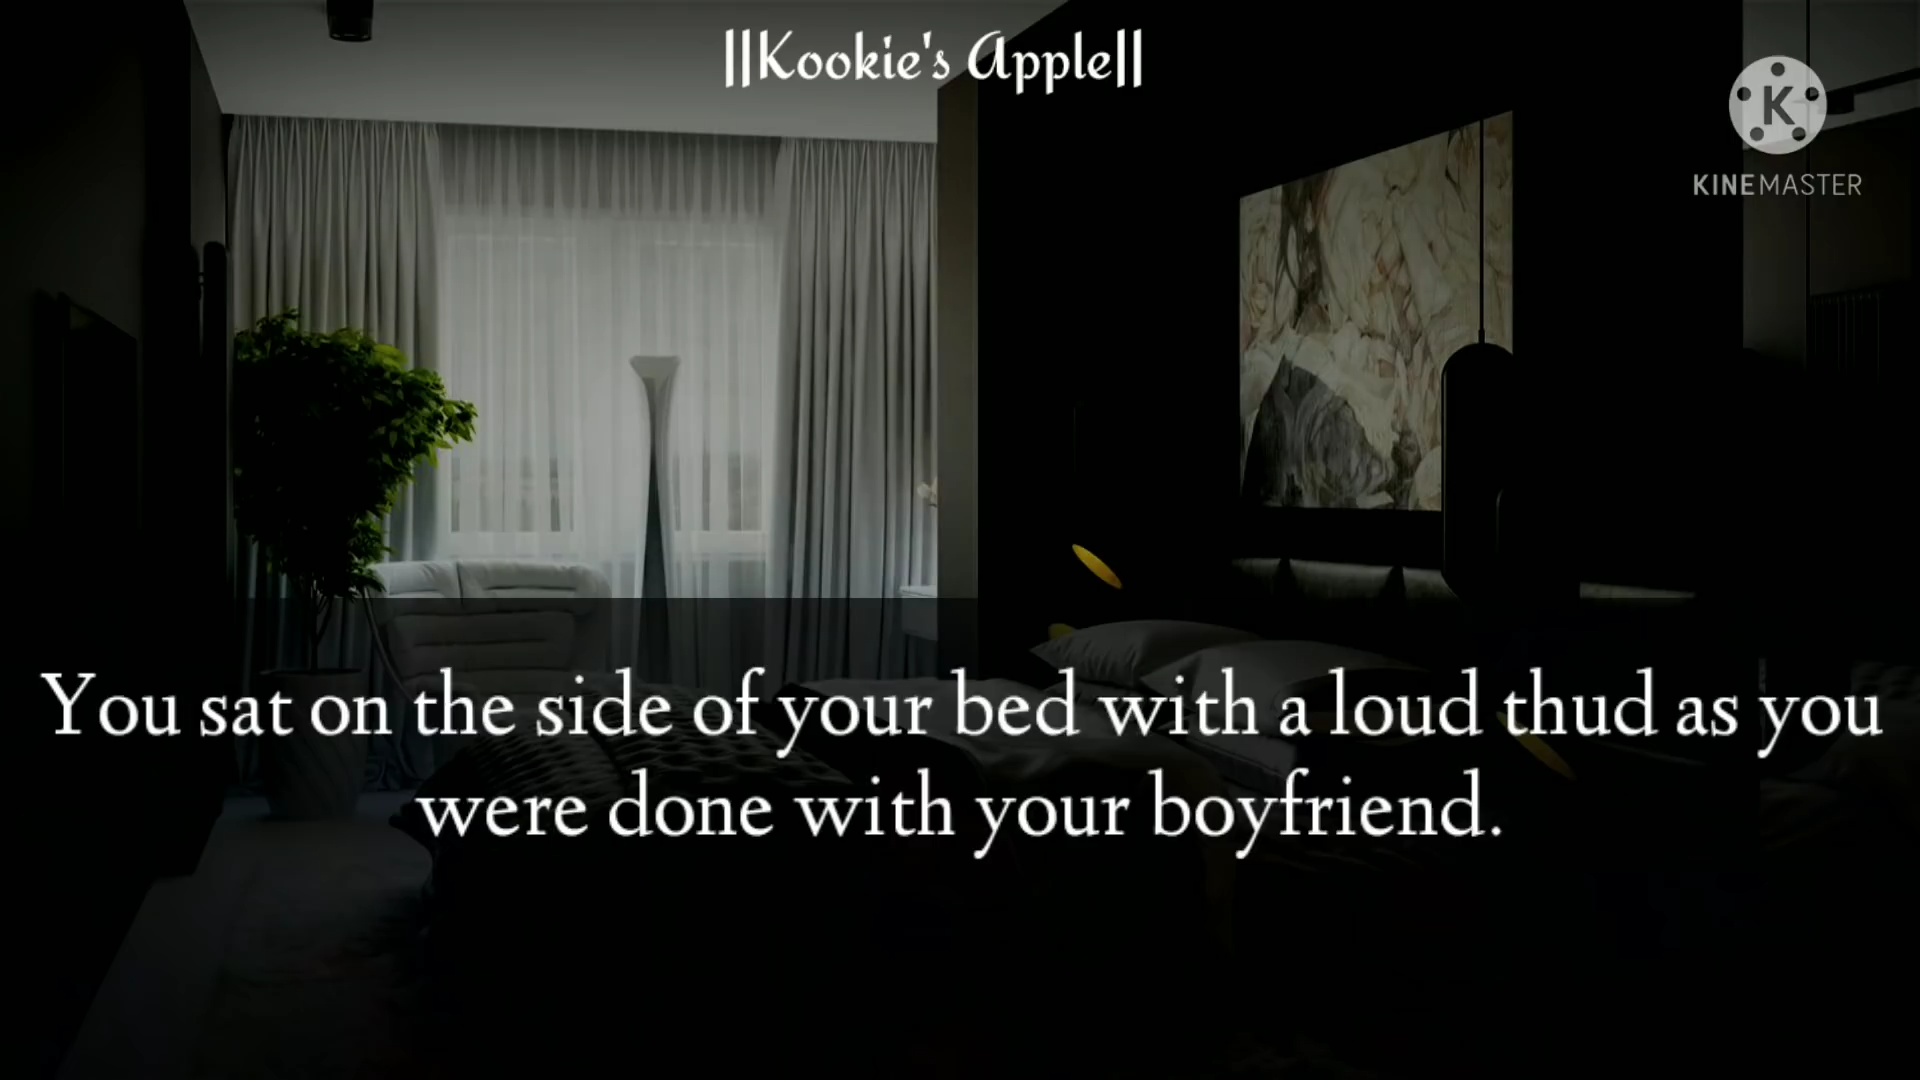 ||Kookie's Apple||
K
KINEMASTER
You sat on the side of your bed with a loud thud as you
were done with your boyfriend.